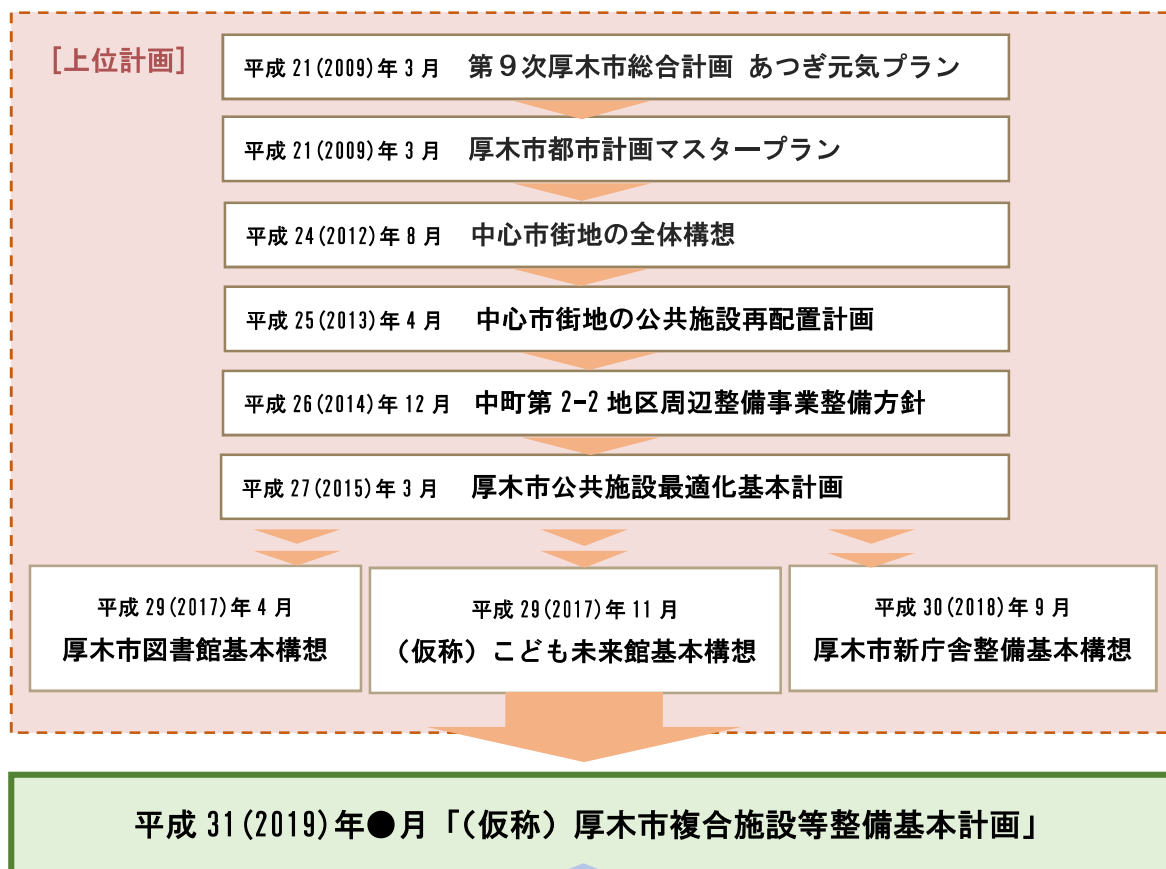 [上位計画]
平成 21(2009)年 3 月 第９次厚木市総合計画 あつぎ元気プラン
平成 21(2009)年 3 月 厚木市都市計画マスタープラン
平成 24(2012)年 8 月 中心市街地の全体構想
平成 25(2013)年 4 月 中心市街地の公共施設再配置計画
平成 26(2014)年 12 月 中町第 2-2 地区周辺整備事業整備方針
平成 27(2015)年 3 月 厚木市公共施設最適化基本計画
平成 29(2017)年 4 月
厚木市図書館基本構想
平成 29(2017)年 11 月
（仮称）こども未来館基本構想
平成 30(2018)年 9 月
厚木市新庁舎整備基本構想
平成 31(2019)年●月「(仮称）厚木市複合施設等整備基本計画」